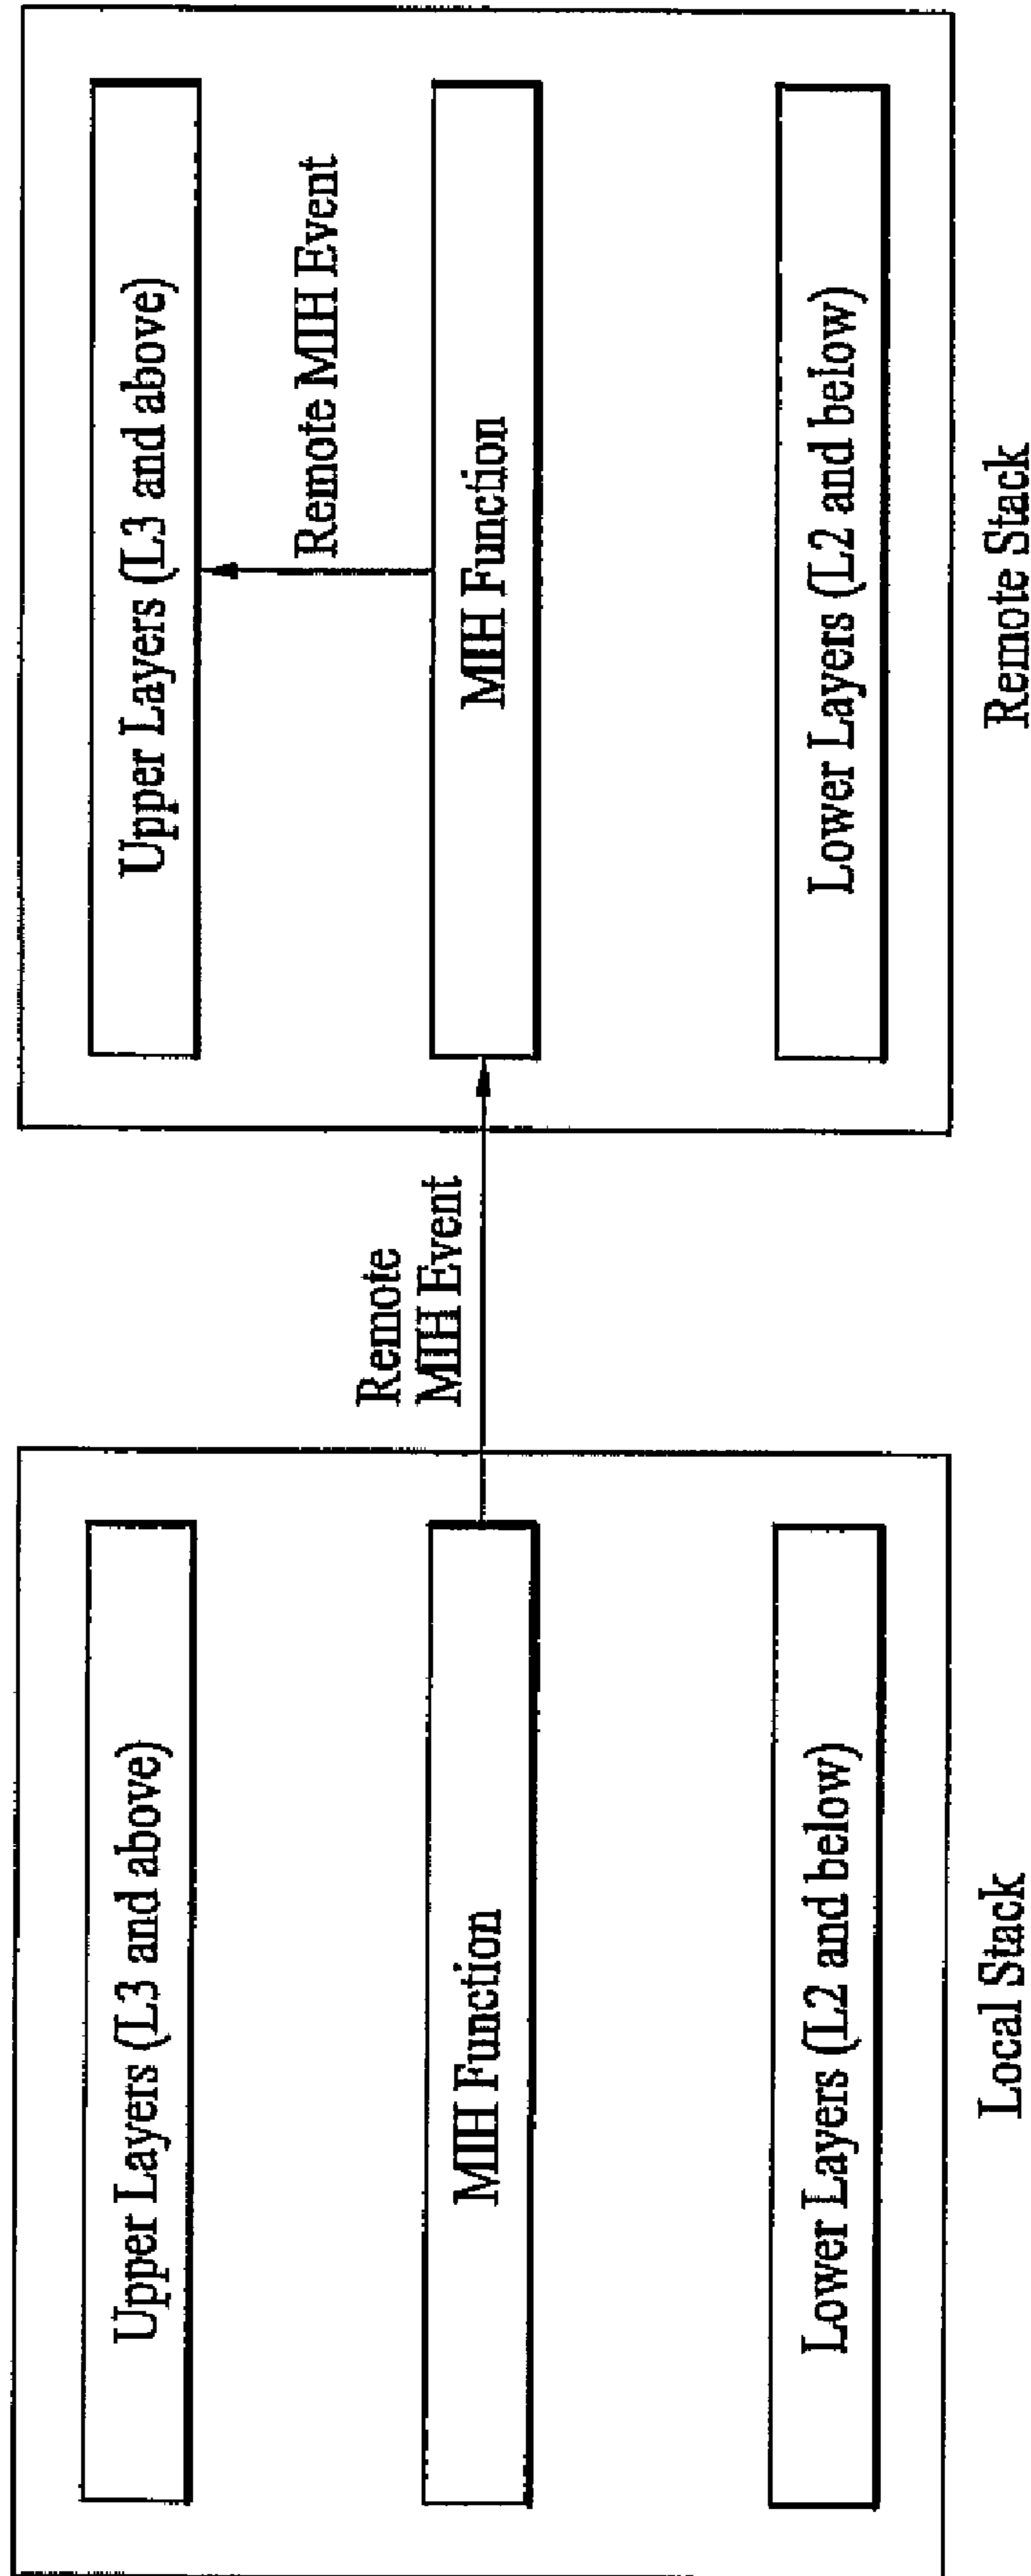 Upper Layers (L3 and above)
MIH Function
Lower Layers (L2 and below)
Local Stack
Remote
MIH Event
Upper Layers (L3 and above)
Remote MIH Event
MIH Function
Lower Layers (L2 and below)
Remote Stack